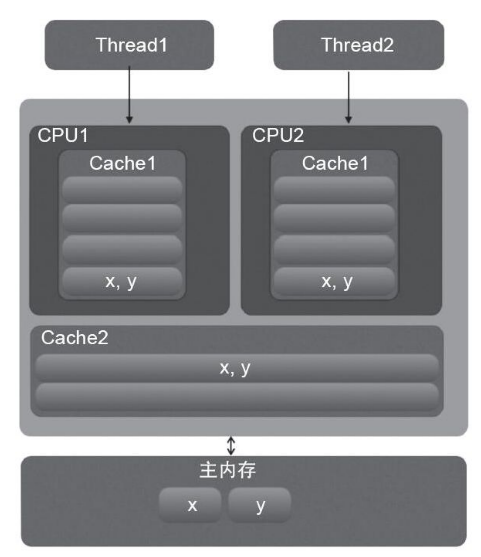 Thread1
Thread2
CPU1
CPU2
Cache1
Cache1
x, y
x, y
Cache2
x, y
主内存
x
y